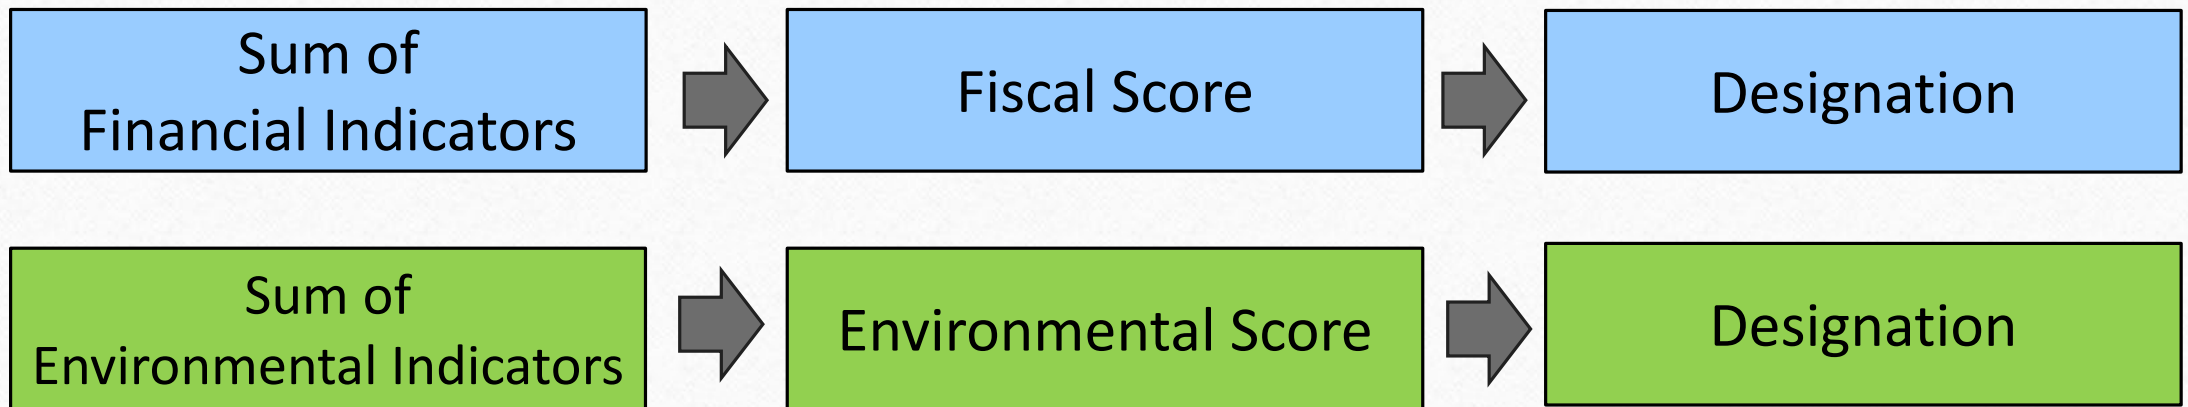 Sum of
Financial Indicators
Fiscal Score
Designation
Sum of
Environmental Indicators
Environmental Score
Designation